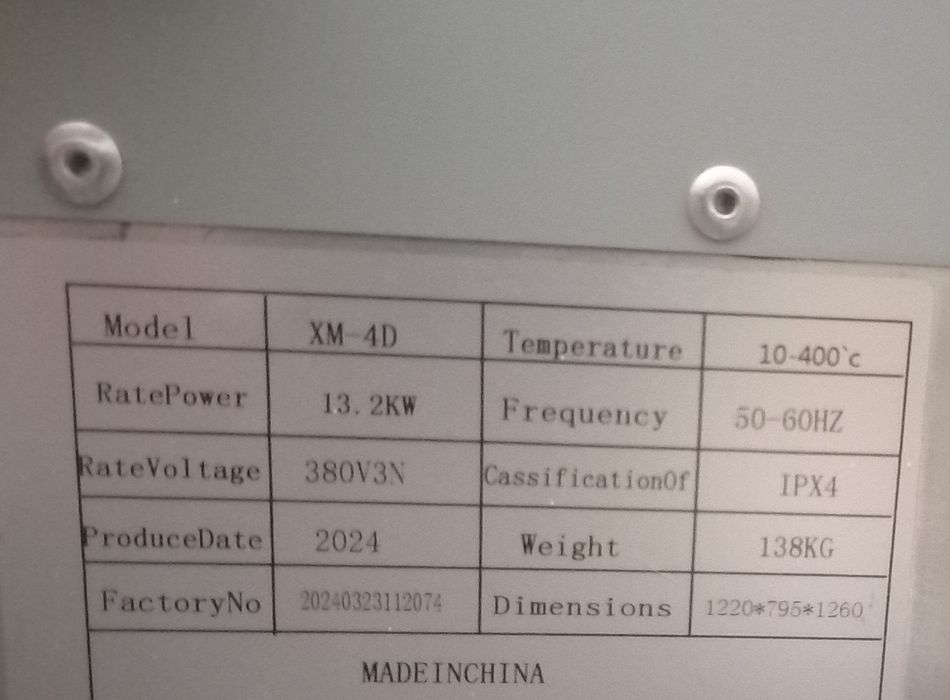 Model XM-4D Temperature 10-400`c
RatePower 13.2KW Frequency 50-60HZ
RateVoltage 380V3N CassificationOf IPX4
ProduceDate 2024 Weight 138KG
FactoryNo 20240323112074 Dimensions 1220*795*1260
MADEINCHINA